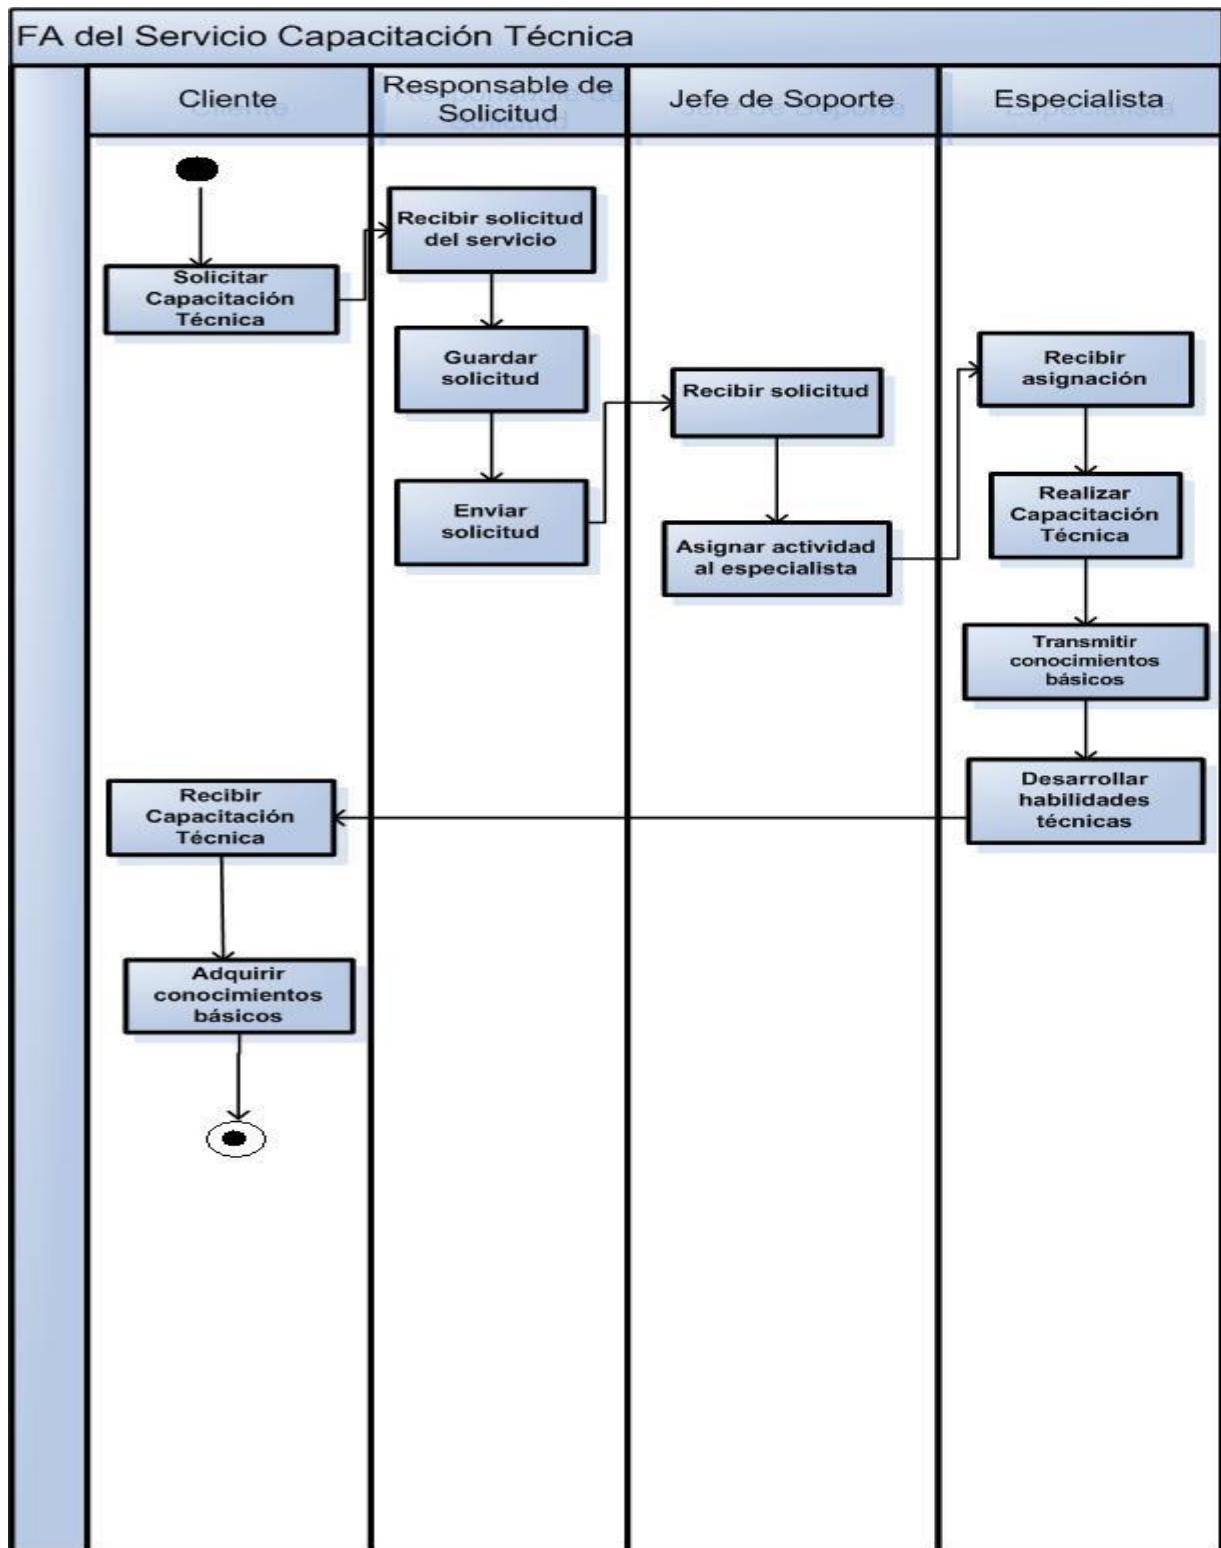 FA del Servicio Capacitación Técnica
Cliente
Responsable de
Solicitud
Jefe de Soporte
Especialista
Solicitar
Capacitación
Técnica
Recibir solicitud
del servicio
Guardar
solicitud
Enviar
solicitud
Recibir solicitud
Asignar actividad
al especialista
Recibir
asignación
Realizar
Capacitación
Técnica
Transmitir
conocimientos
básicos
Desarrollar
habilidades
técnicas
Recibir
Capacitación
Técnica
Adquirir
conocimientos
básicos